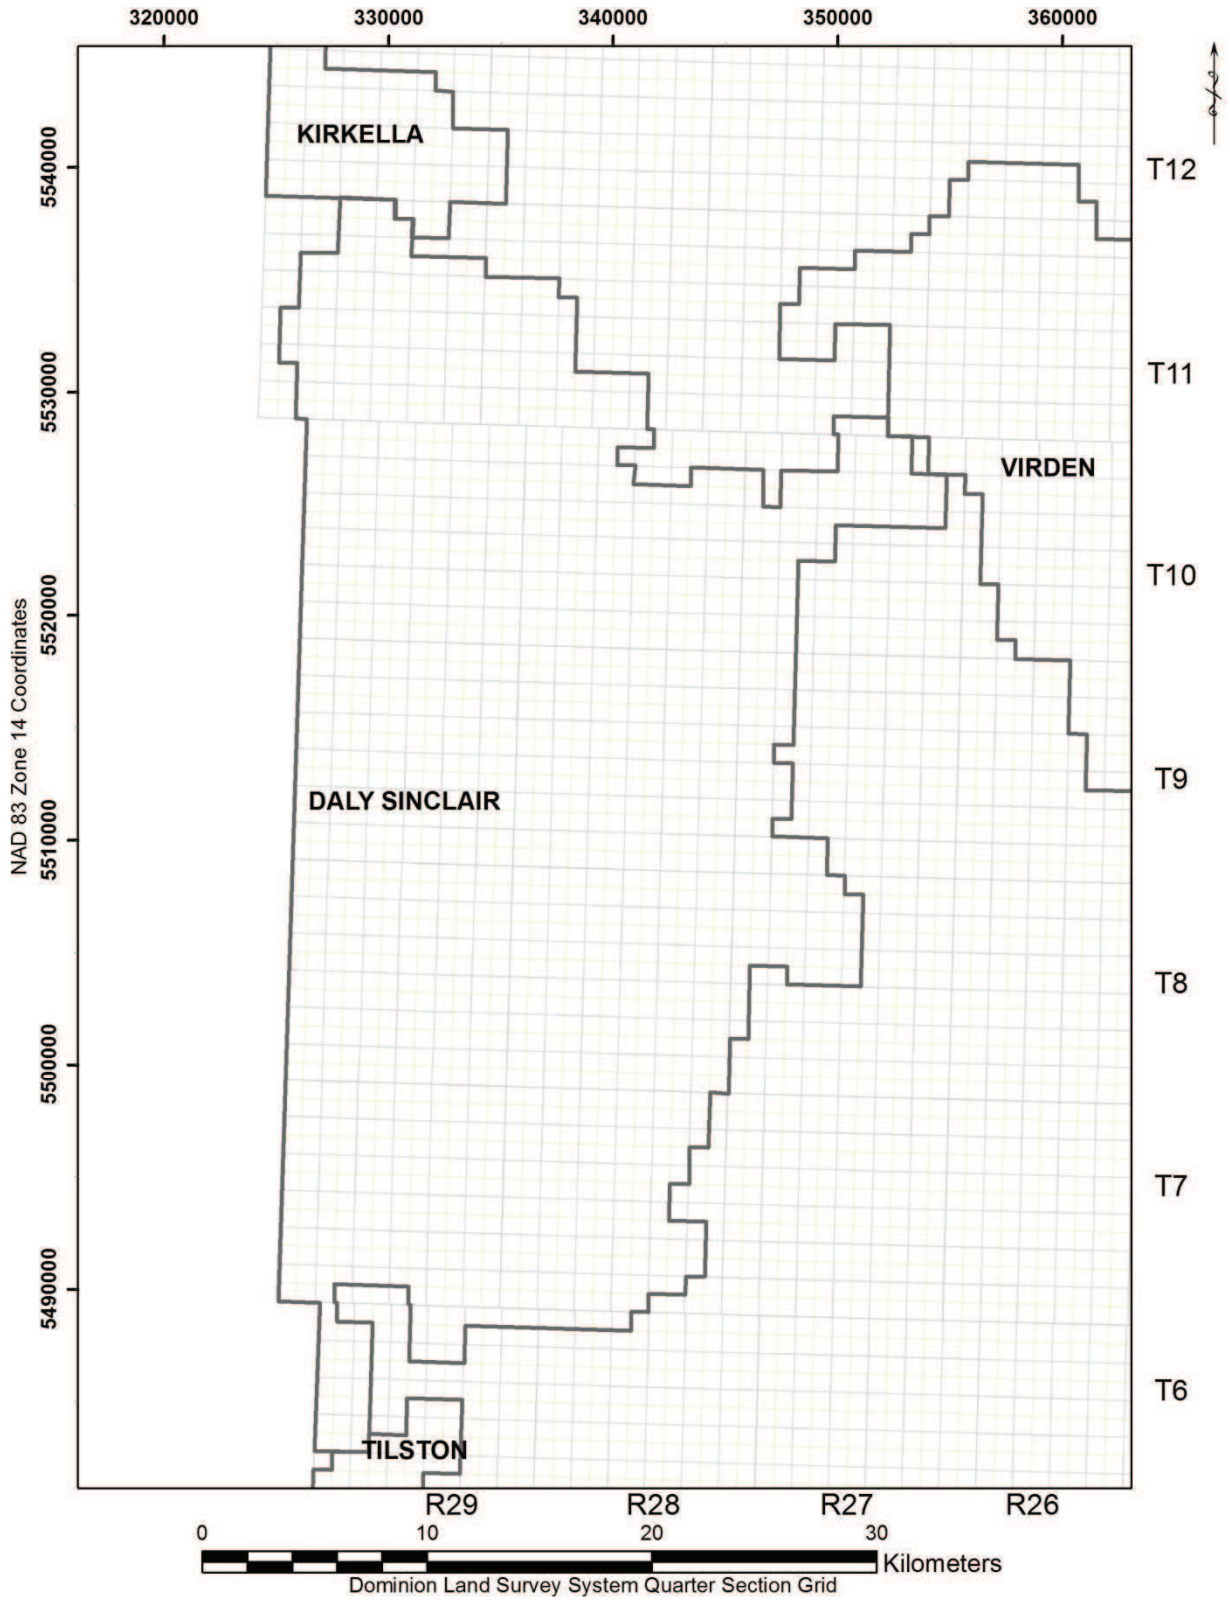 320000 330000 340000 350000 360000
KIRKELLA
5540000
T12
T11
5530000
VIRDEN
T10
5520000
NAD 83 Zone 14 Coordinates
DALY SINCLAIR
T9
5510000
T8
5500000
T7
5490000
T6
TILSTON
R29 R28 R27 R26
0 10 20 30
Kilometers
Dominion Land Survey System Quarter Section Grid